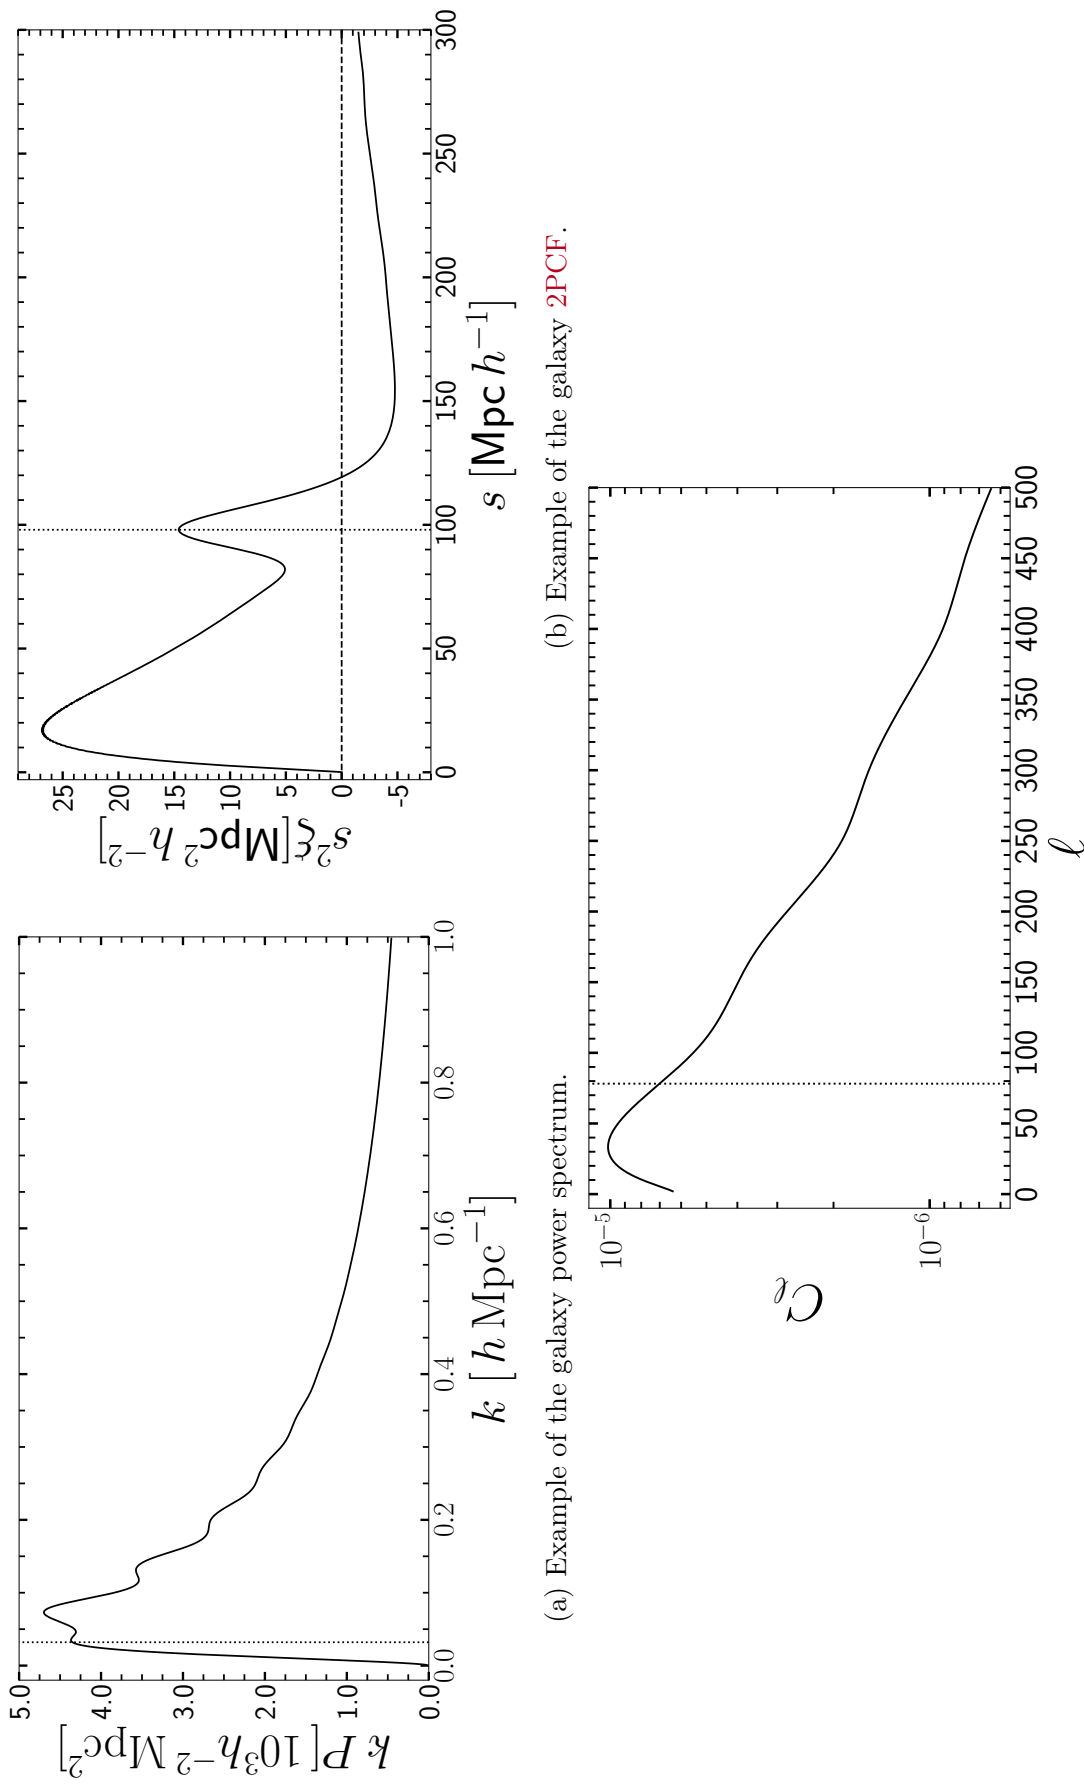 5.0
4.0
3.0
2.0
1.0
0.0
k P[10³h⁻² Mpc²]
0.0 0.2 0.4 0.6 0.8 1.0
k [h Mpc⁻¹]
(a) Example of the galaxy power spectrum.
25
20
15
10
5
0
-5
s²ξ[Mpc² h⁻²]
0 50 100 150 200 250 300
s [Mpc h⁻¹]
(b) Example of the galaxy 2PCF.
10⁻⁵
10⁻⁶
C_ℓ
0 50 100 150 200 250 300 350 400 450 500
ℓ